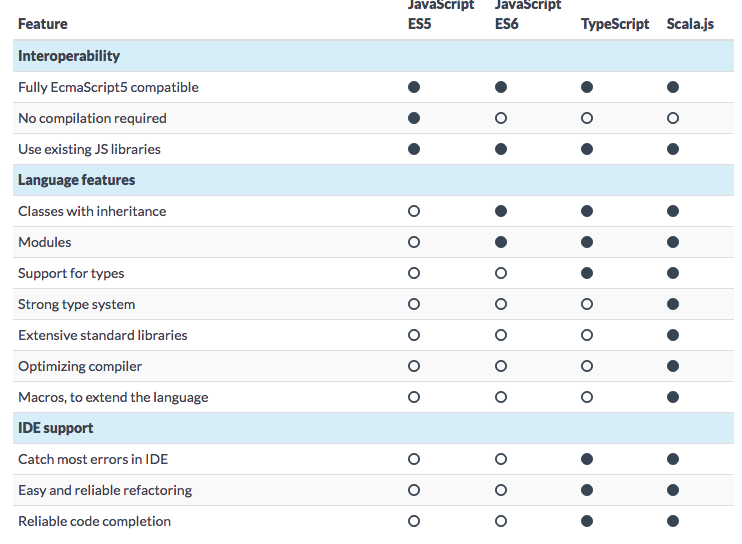 JavaScript JavaScript
Feature ES5 ES6 TypeScript Scala.js
Interoperability
Fully EcmaScript5 compatible
No compilation required
Use existing JS libraries
Language features
Classes with inheritance
Modules
Support for types
Strong type system
Extensive standard libraries
Optimizing compiler
Macros, to extend the language
IDE support
Catch most errors in IDE
Easy and reliable refactoring
Reliable code completion